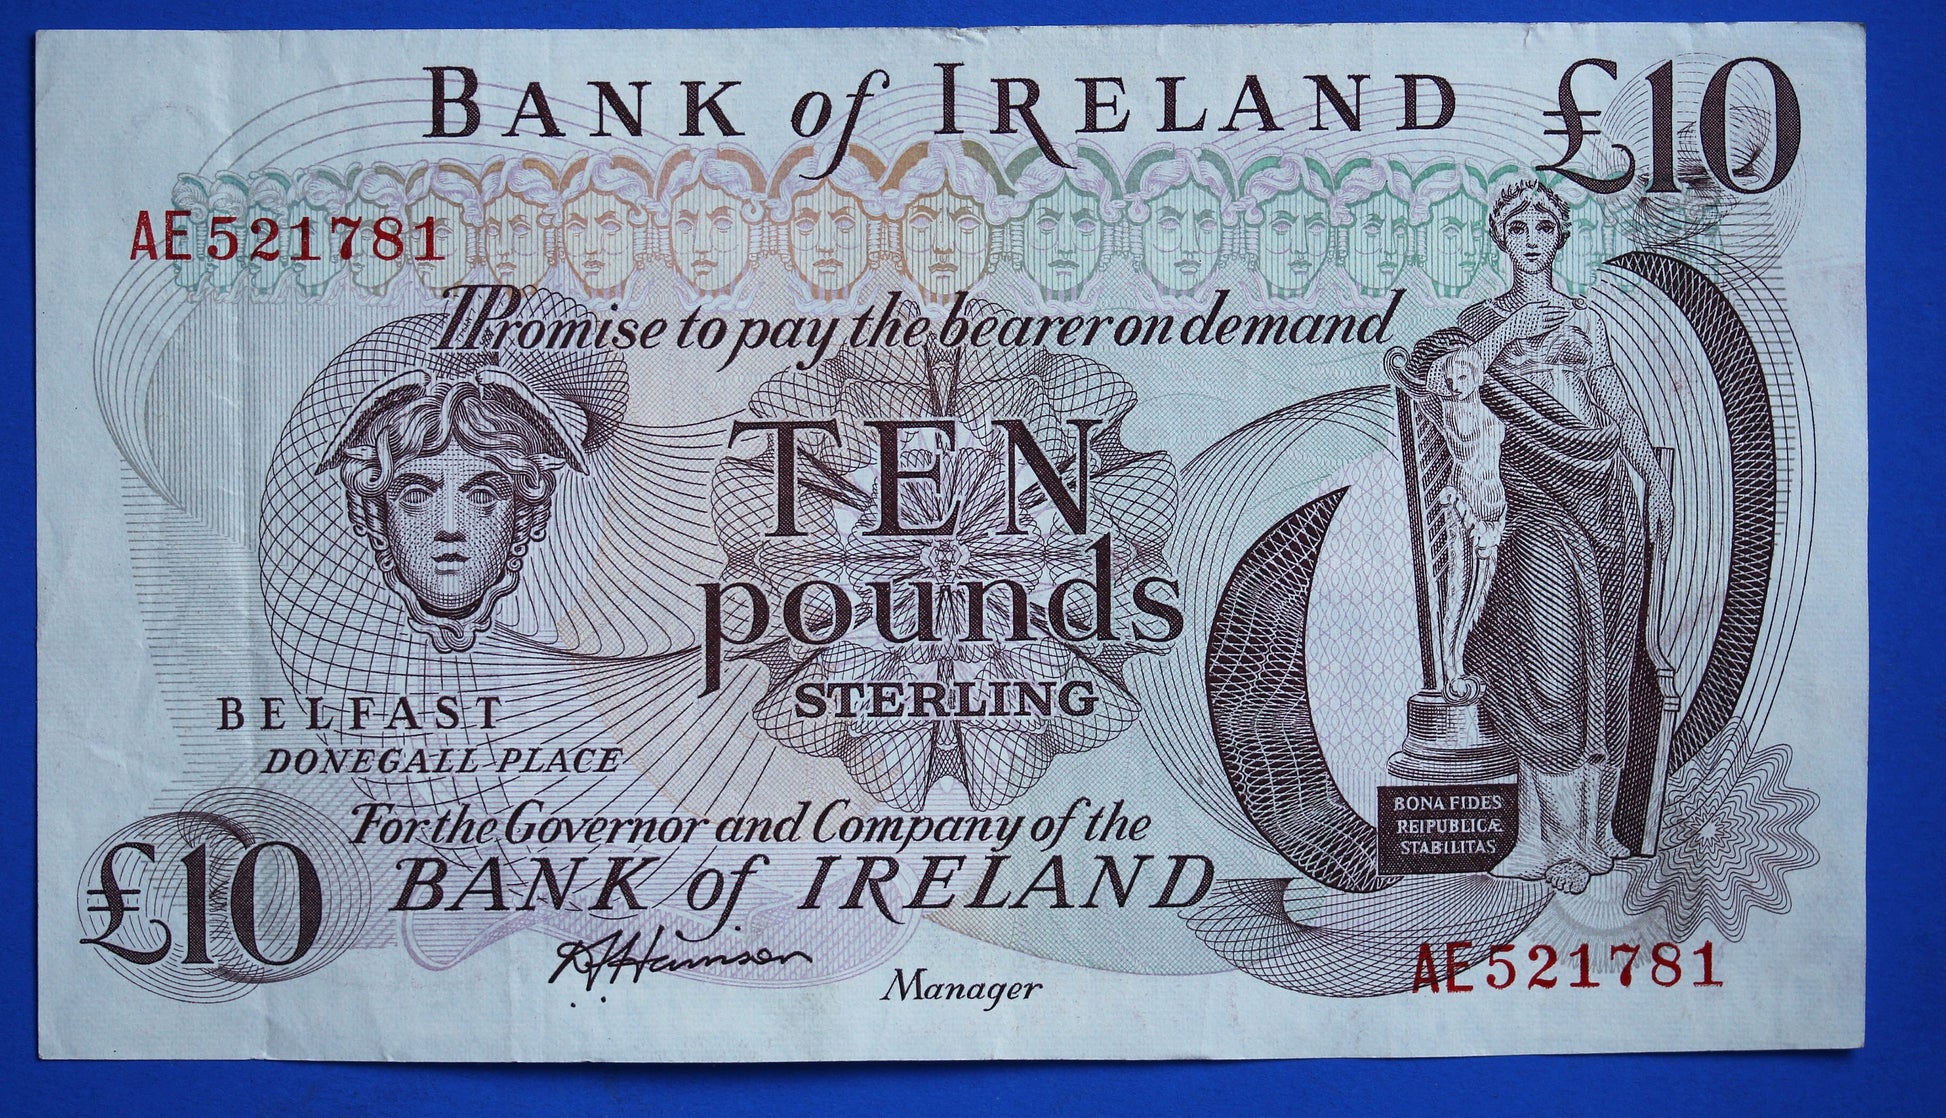 BANK of IRELAND £10
AE521781
I Promise to pay the bearer on demand
TEN
pounds
STERLING
BELFAST
DONEGALL PLACE
For the Governor and Company of the
BANK of IRELAND
£10
Manager
BONA FIDES
REIPUBLICÆ
STABILITAS
AE521781